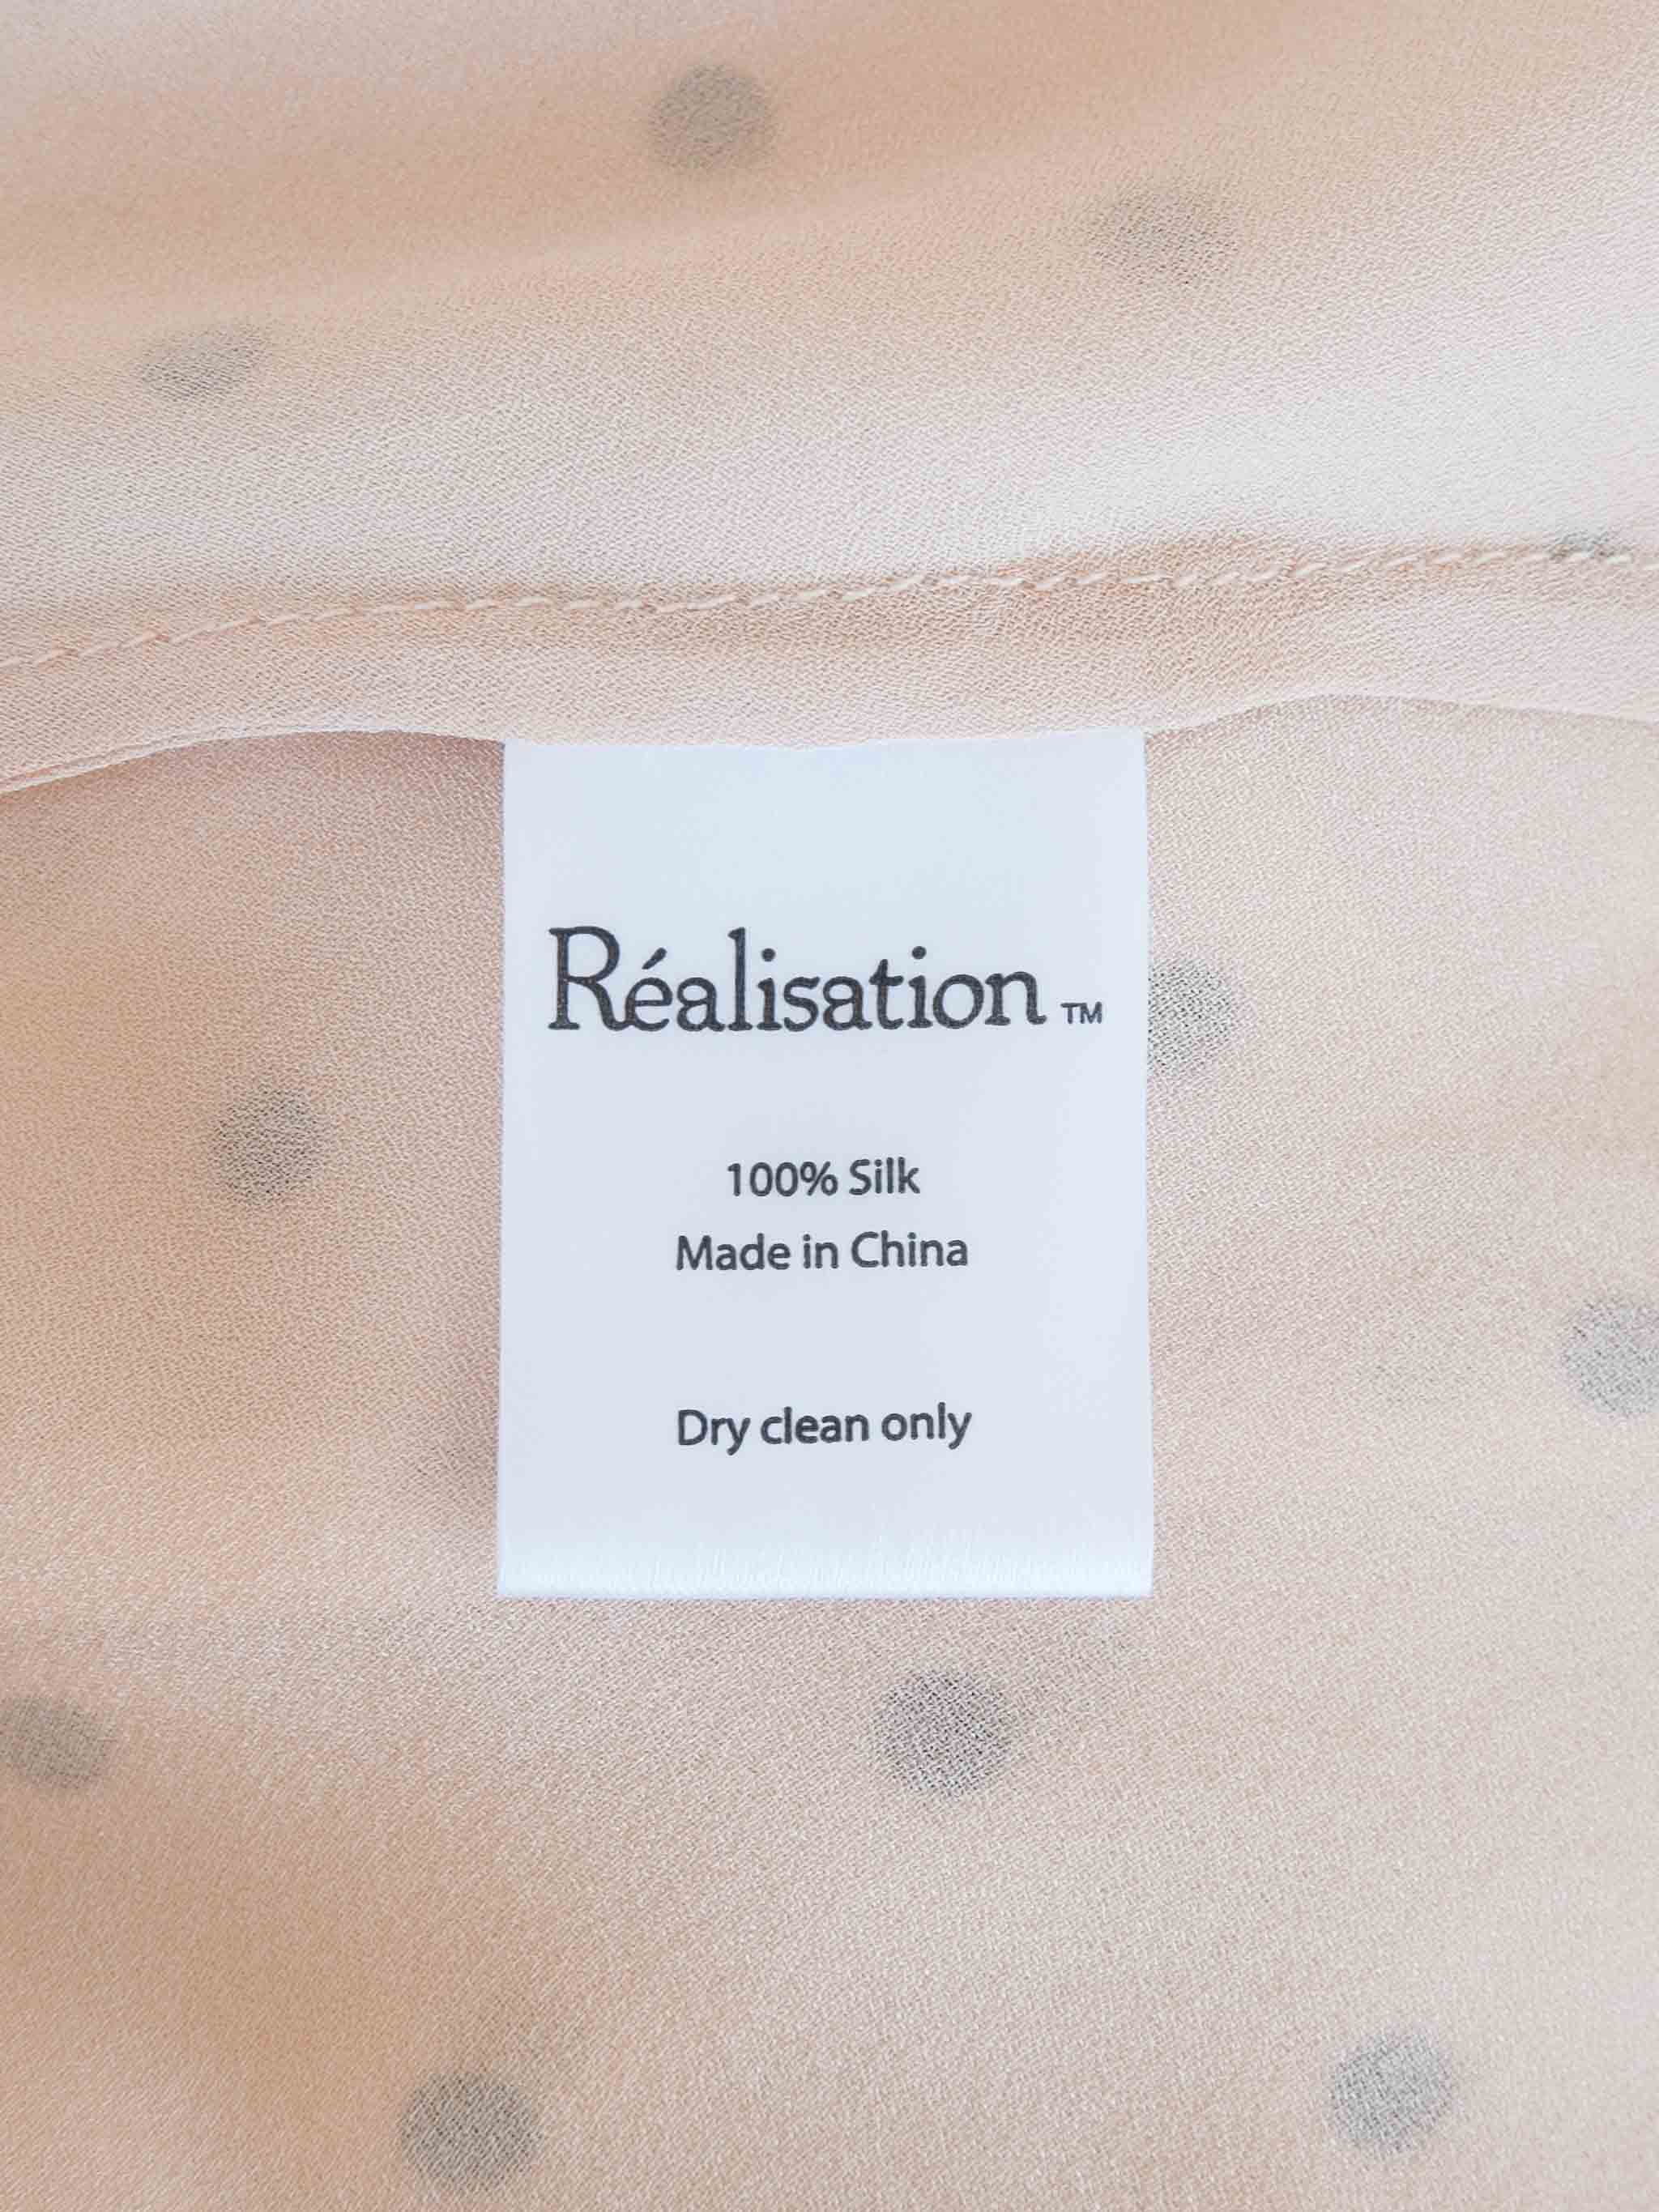 Réalisation™
100% Silk
Made in China
Dry clean only